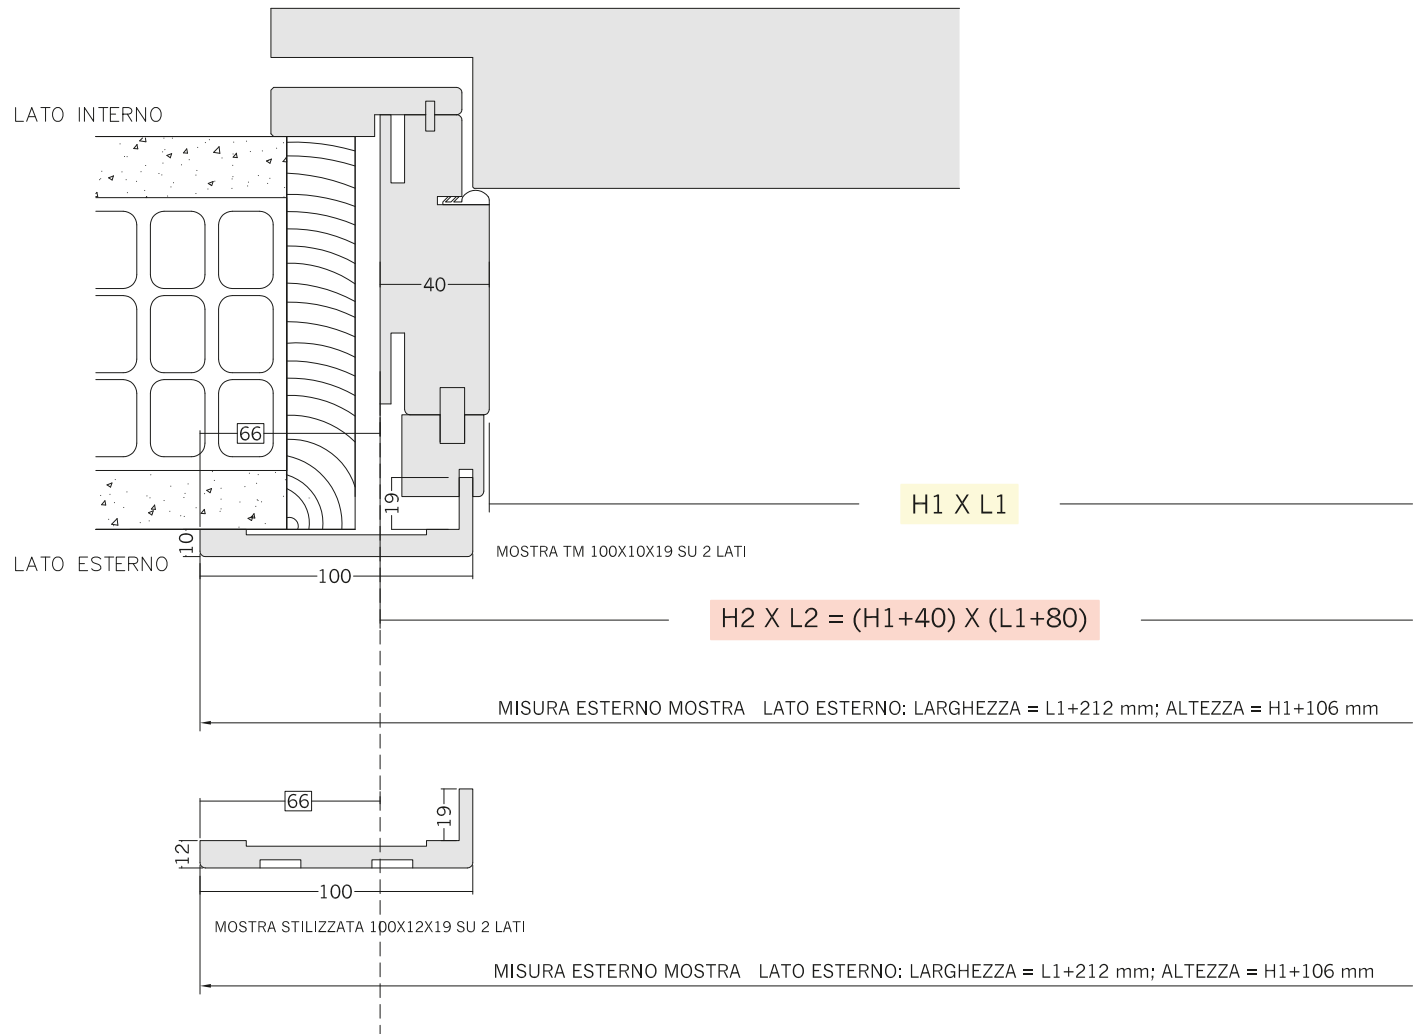 LATO INTERNO
40
66
19
H1 X L1
10
MOSTRA TM 100X10X19 SU 2 LATI
LATO ESTERNO
100
H2 X L2 = (H1+40) X (L1+80)
MISURA ESTERNO MOSTRA LATO ESTERNO: LARGHEZZA = L1+212 mm; ALTEZZA = H1+106 mm
66
19
12
100
MOSTRA STILIZZATA 100X12X19 SU 2 LATI
MISURA ESTERNO MOSTRA LATO ESTERNO: LARGHEZZA = L1+212 mm; ALTEZZA = H1+106 mm